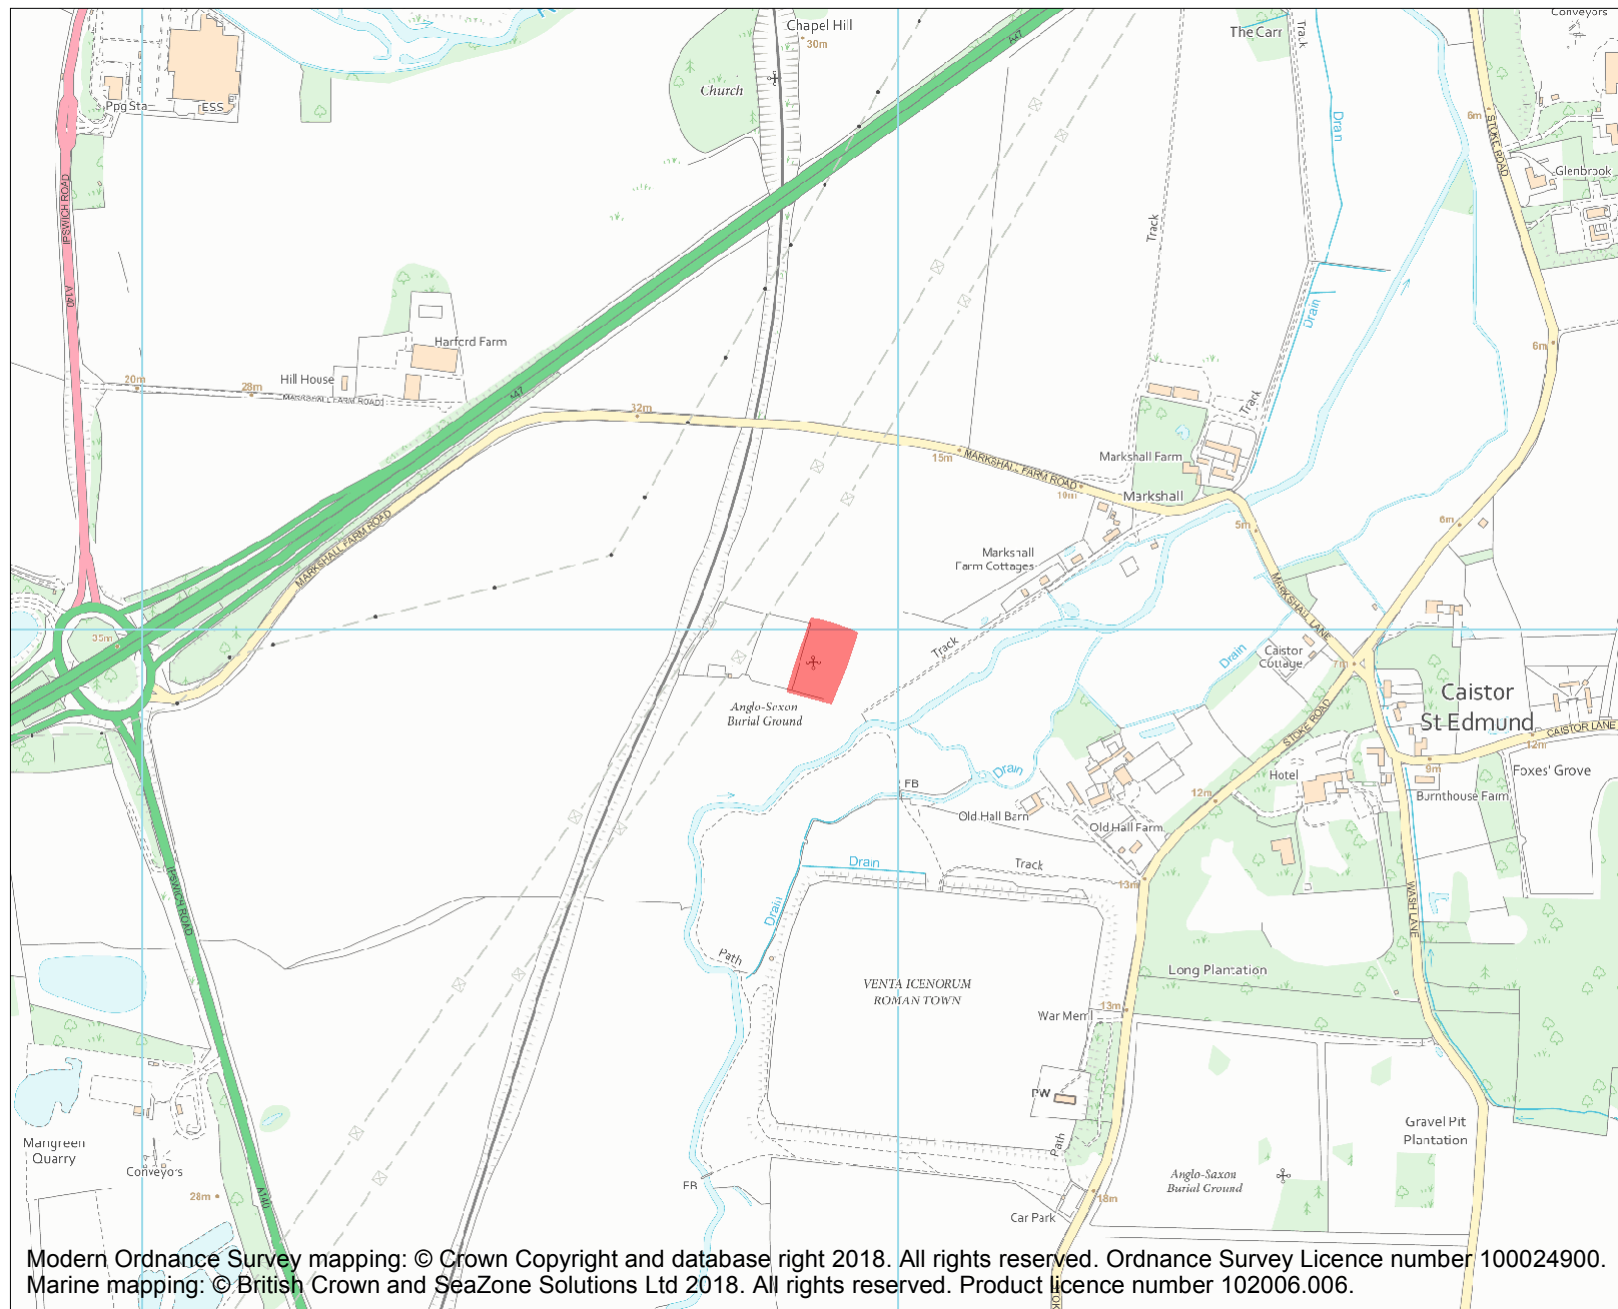 Conveyors
Chapel Hill
30m
The Carr
Track
A47
Church
PpgSta
ESS
Drain
6m
STOKE ROAD
Glenbrook
IPSWICH ROAD
Track
A140
Drain
Harford Farm
Hill House
20m
28m
MARKSHALL FARM ROAD
A47
6m
32m
Track
15m
MARKSHALL FARM ROAD
Markshall Farm
10m
Markshall
5m
6m
MARKSHALL FARM ROAD
Markshall
Farm Cottages
MARKSHALL LANE
35m
Track
Drain
Caistor
Cottage
7m
Caistor
St Edmund
Anglo-Saxon
Burial Ground
STOKE ROAD
CAISTOR LANE
12m
9m
Foxes' Grove
Drain
FB
Hotel
12m
Burnthouse Farm
Old Hall Barn
Old Hall Farm
Drain
Track
13m
IPSWICH ROAD
Drain
WASH LANE
Path
VENTA ICENORUM
ROMAN TOWN
Long Plantation
War Meml
13m
PW
Mangreen
Quarry
Conveyors
Path
Gravel Pit
Plantation
28m
A140
FB
Anglo-Saxon
Burial Ground
18m
Car Park
Modern Ordnance Survey mapping: © Crown Copyright and database right 2018. All rights reserved. Ordnance Survey Licence number 100024900.
Marine mapping: © British Crown and SeaZone Solutions Ltd 2018. All rights reserved. Product licence number 102006.006.